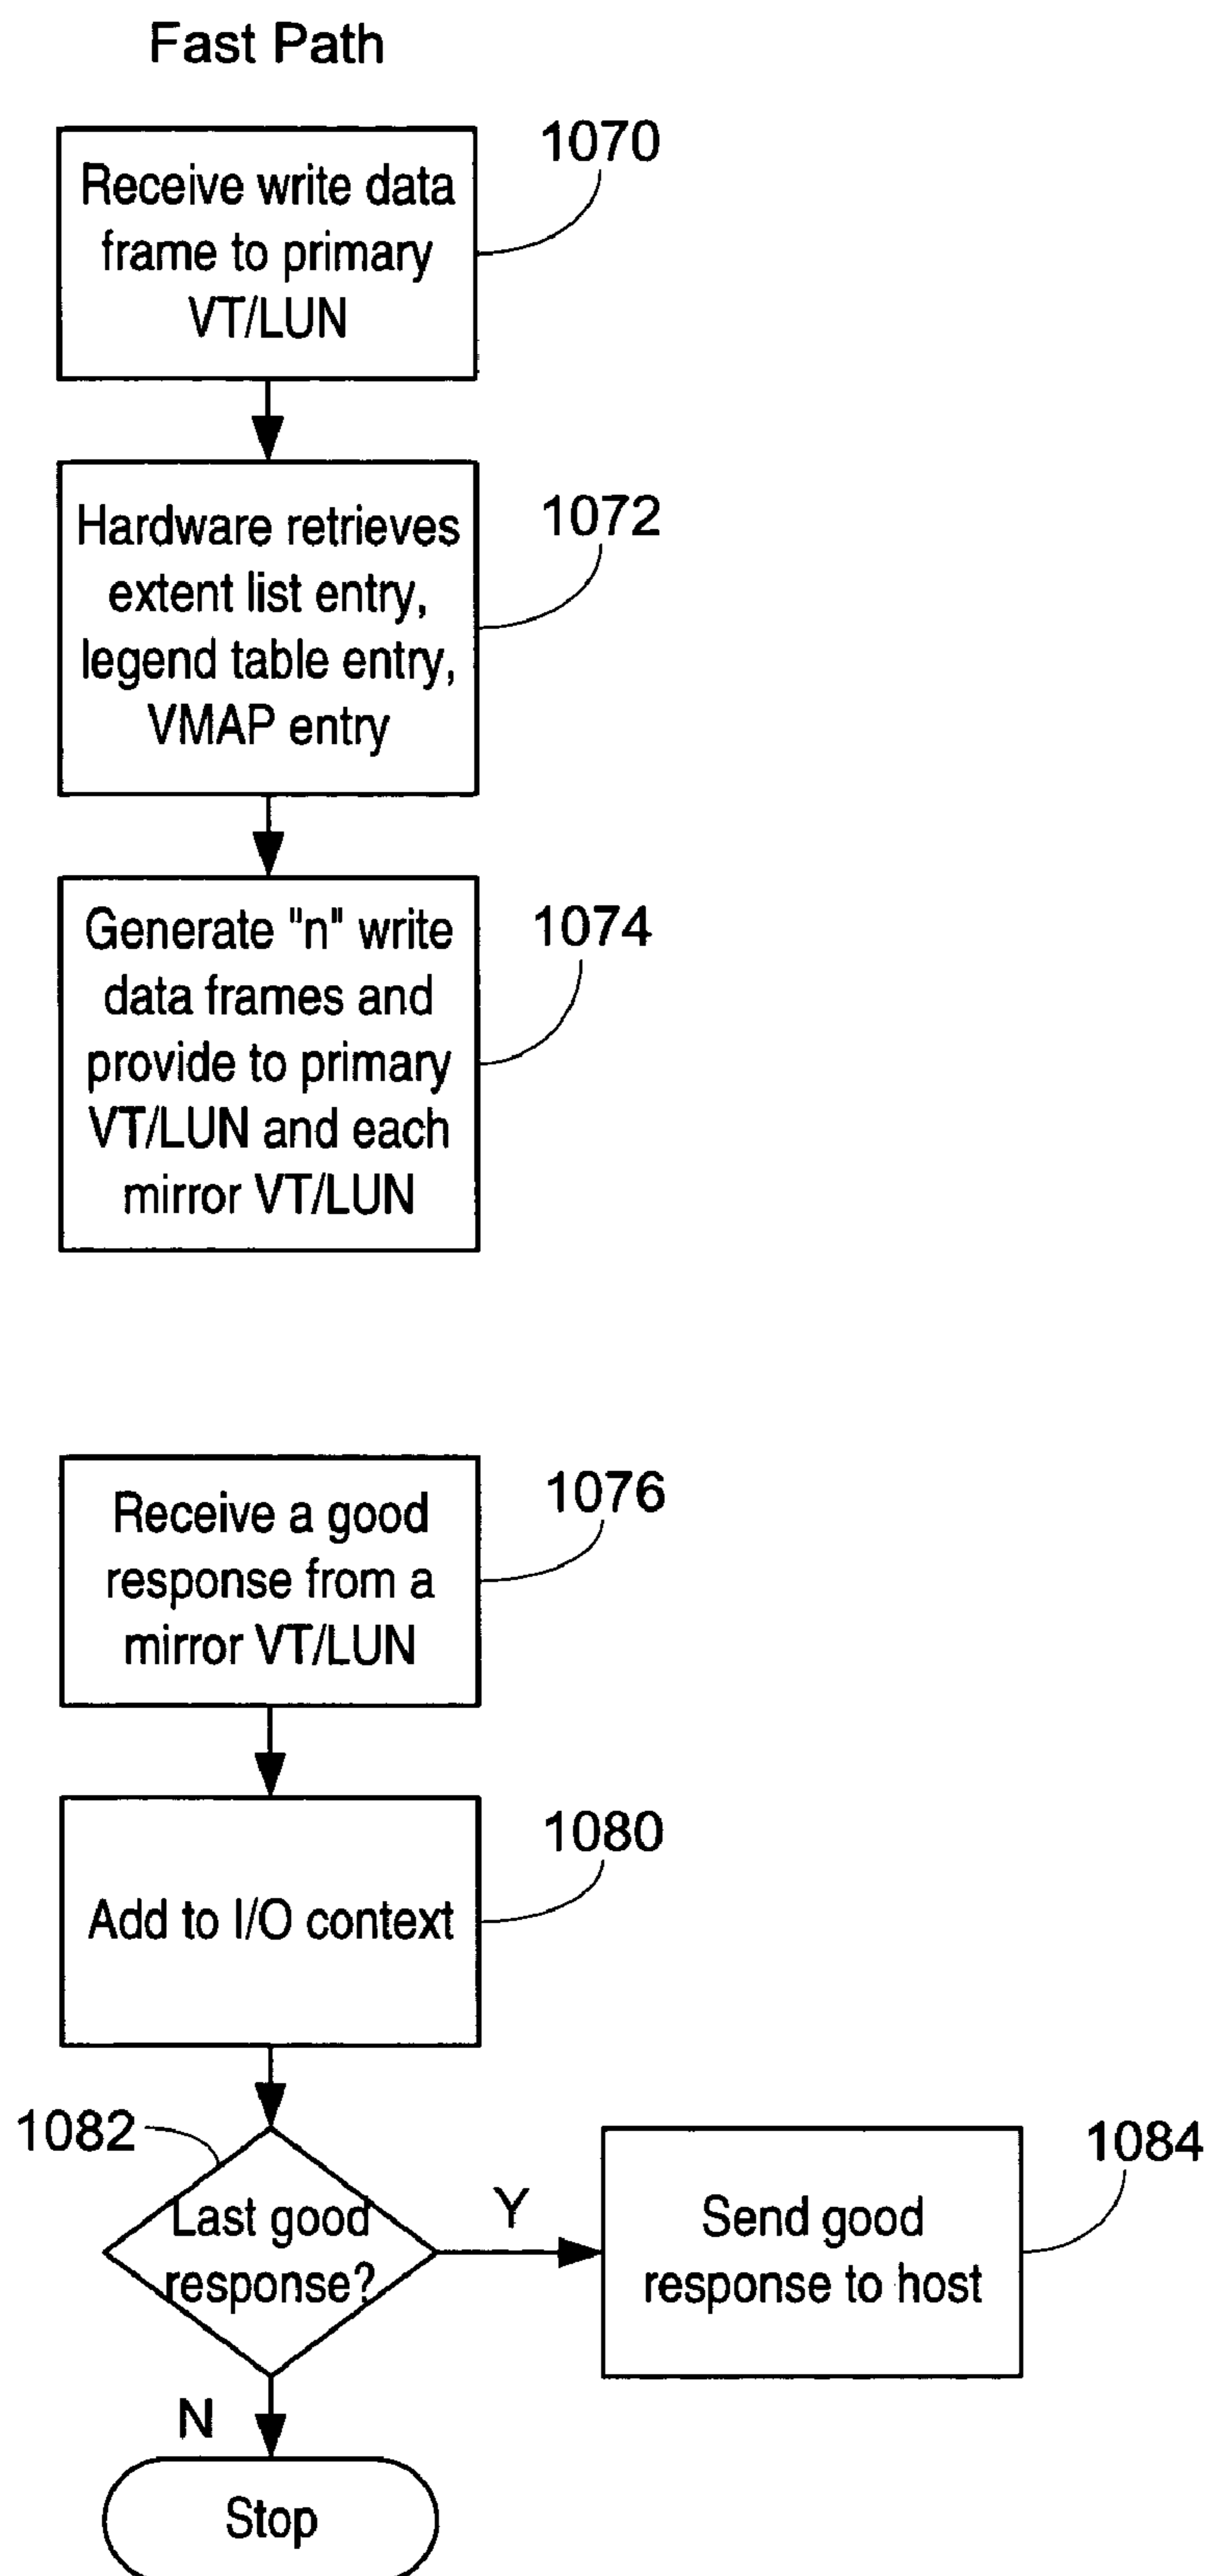 Fast Path
1070
Receive write data
frame to primary
VT/LUN
1072
Hardware retrieves
extent list entry,
legend table entry,
VMAP entry
1074
Generate "n" write
data frames and
provide to primary
VT/LUN and each
mirror VT/LUN
1076
Receive a good
response from a
mirror VT/LUN
1080
Add to I/O context
1082
Last good
response?
Y
1084
Send good
response to host
N
Stop